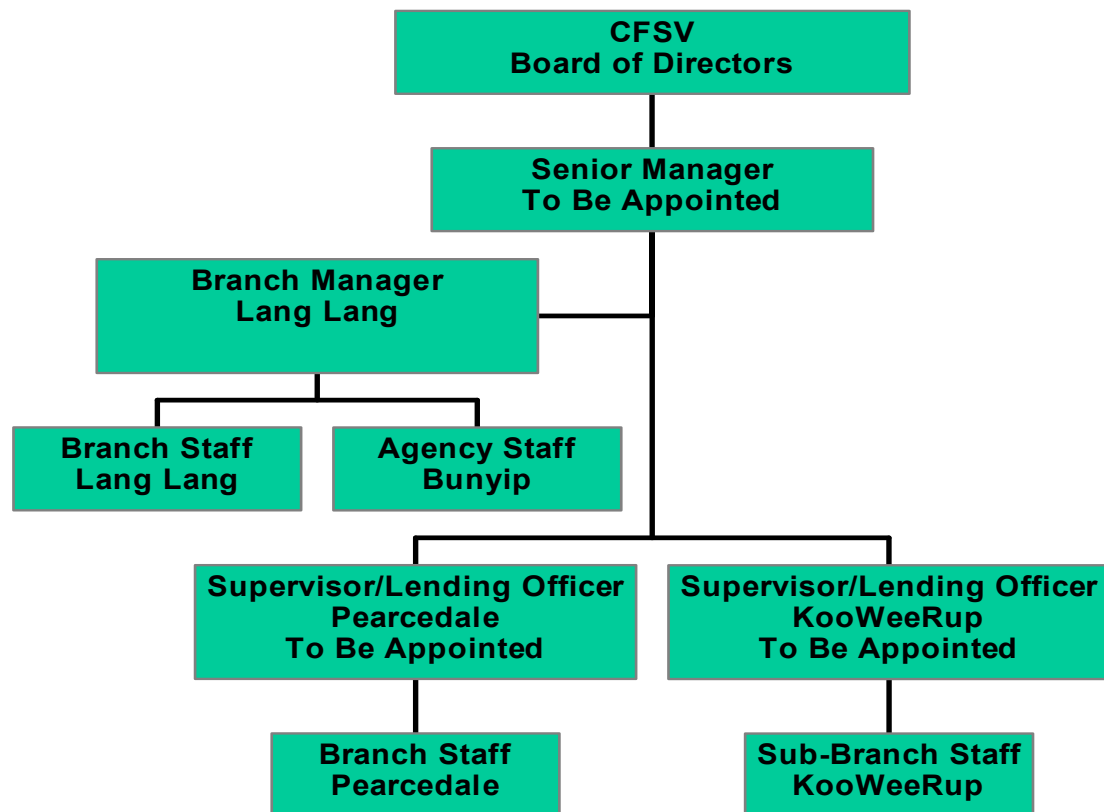 CFSV
Board of Directors
Senior Manager
To Be Appointed
Branch Manager
Lang Lang
Branch Staff
Lang Lang
Agency Staff
Bunyip
Supervisor/Lending Officer
Pearcedale
To Be Appointed
Supervisor/Lending Officer
KooWeeRup
To Be Appointed
Branch Staff
Pearcedale
Sub-Branch Staff
KooWeeRup